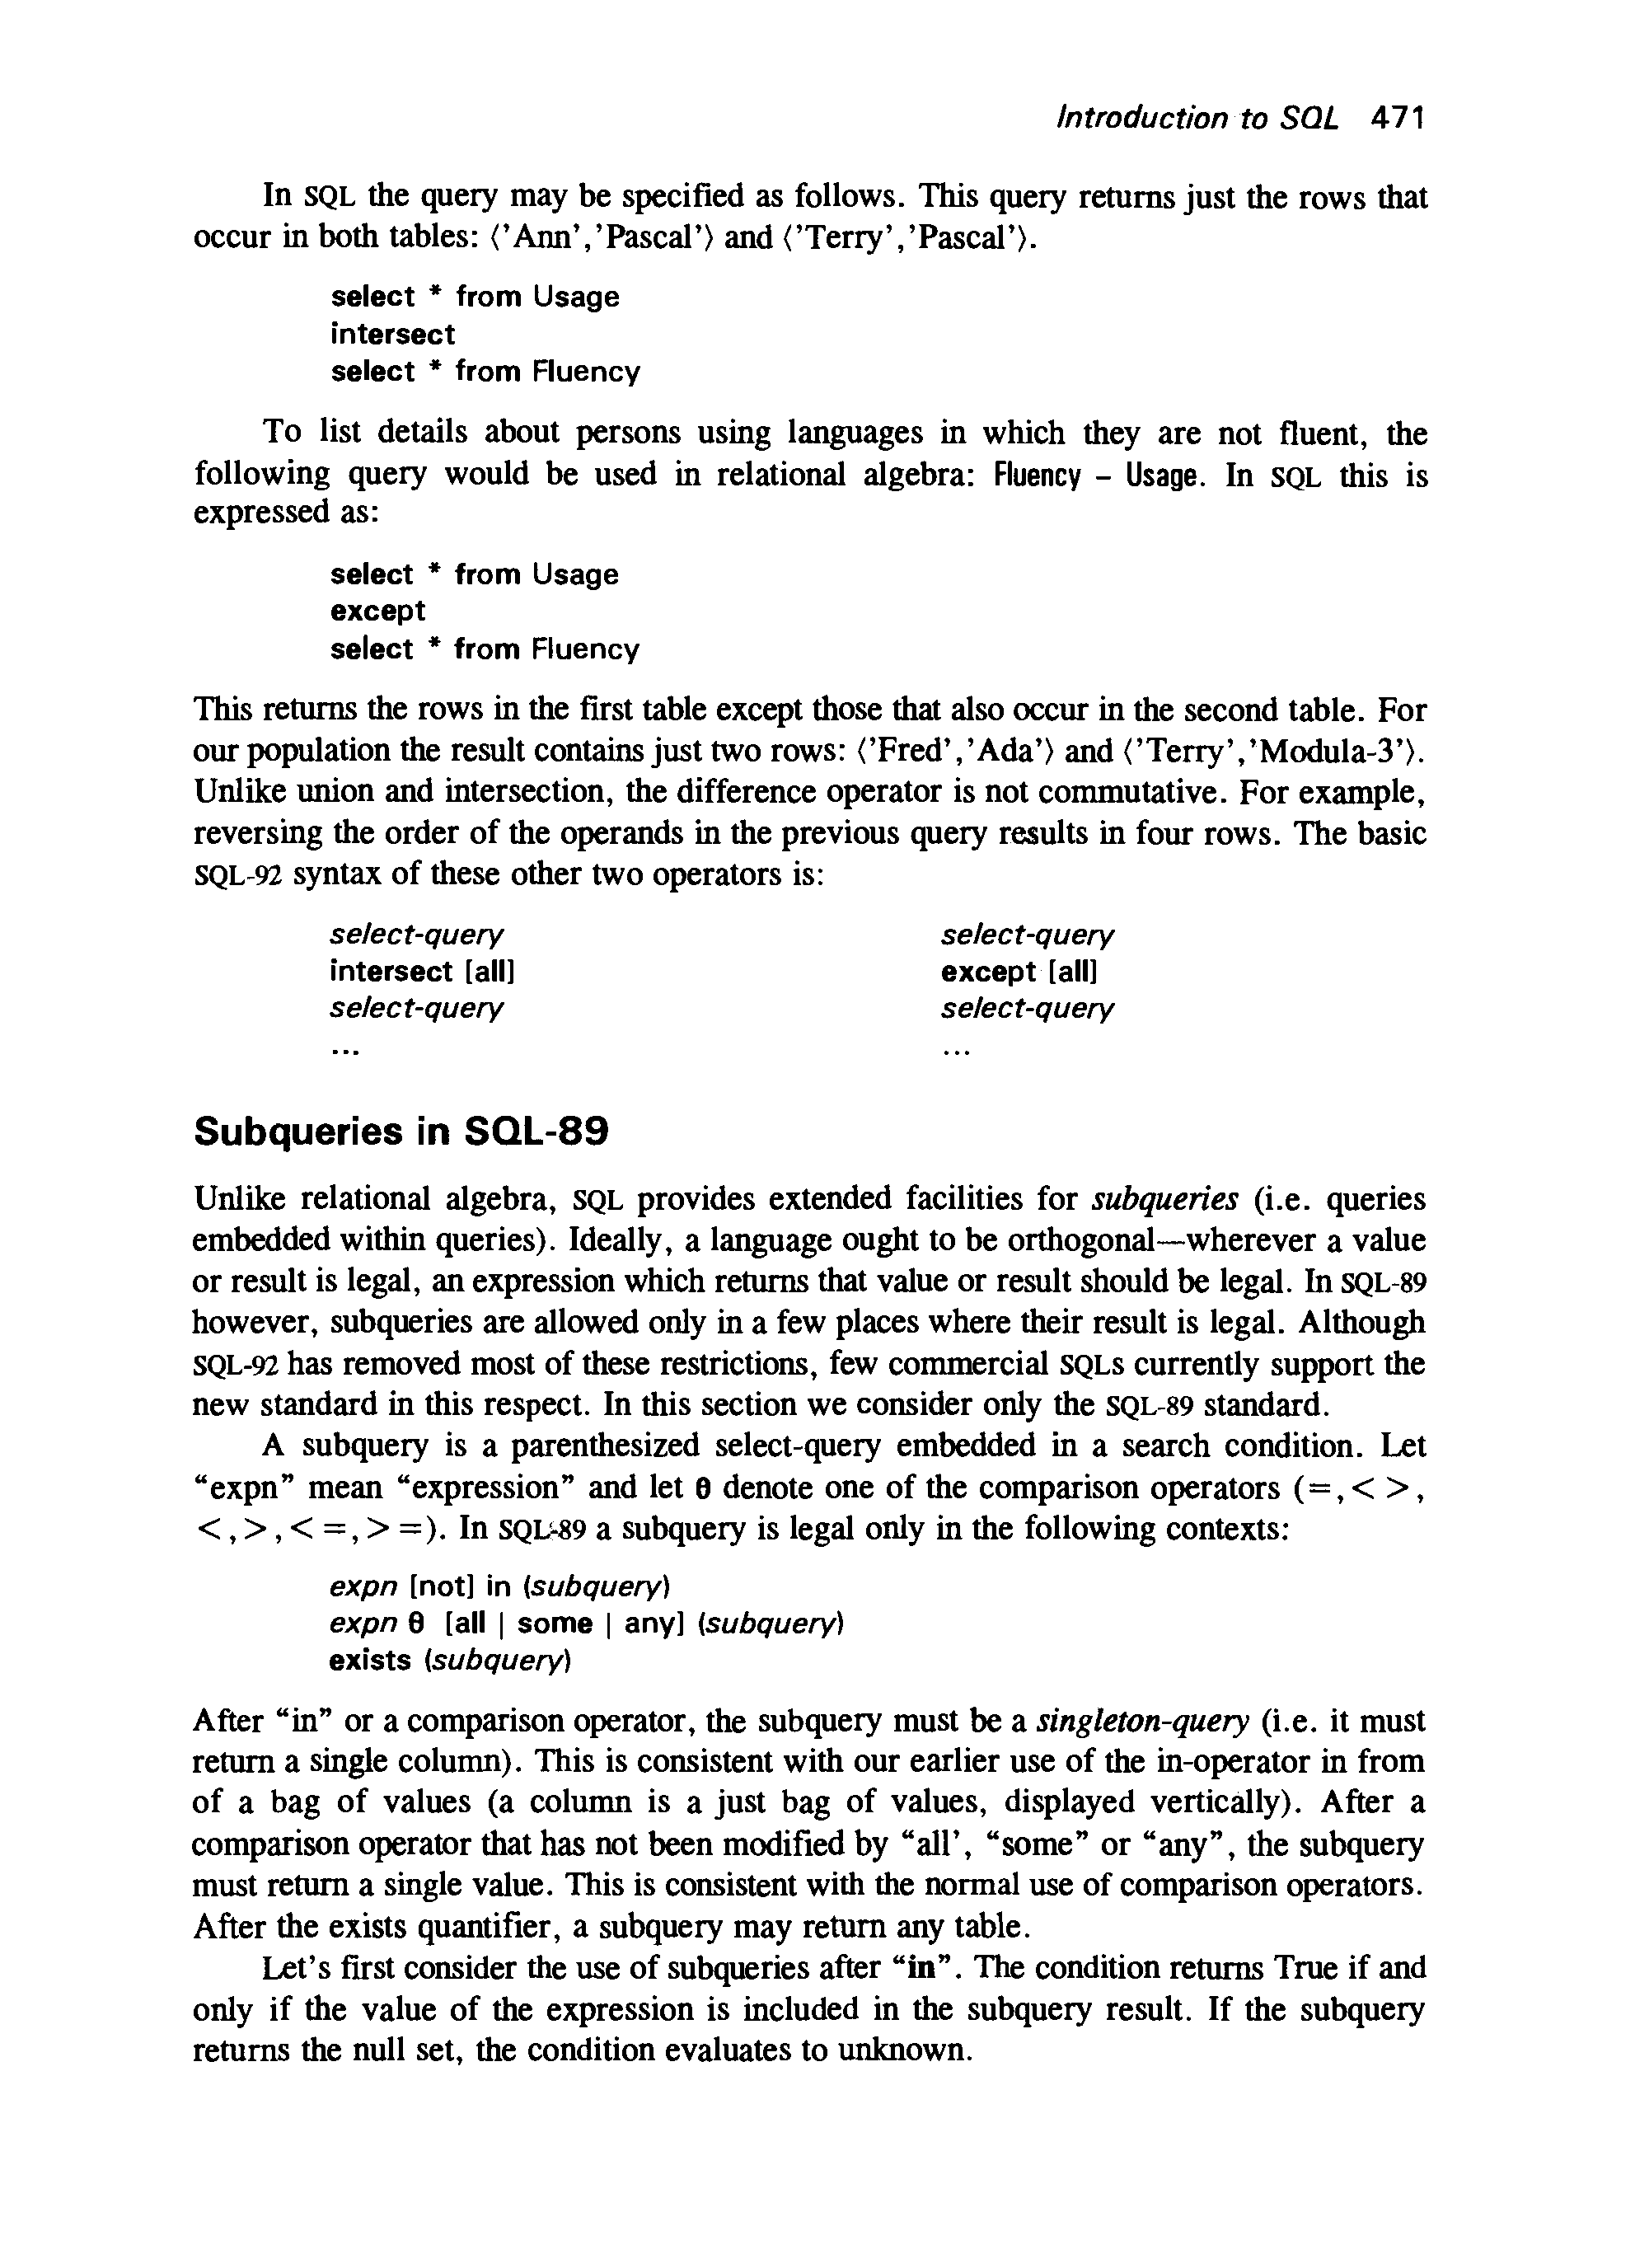 Introduction to SQL 471
In SQL the query may be specified as follows. This query returns just the rows that
occur in both tables: ⟨’Ann’,’Pascal’⟩ and ⟨’Terry’,’Pascal’⟩.
select * from Usage
intersect
select * from Fluency
To list details about persons using languages in which they are not fluent, the
following query would be used in relational algebra: Fluency – Usage. In SQL this is
expressed as:
select * from Usage
except
select * from Fluency
This returns the rows in the first table except those that also occur in the second table. For
our population the result contains just two rows: ⟨’Fred’,’Ada’⟩ and ⟨’Terry’,’Modula-3’⟩.
Unlike union and intersection, the difference operator is not commutative. For example,
reversing the order of the operands in the previous query results in four rows. The basic
SQL-92 syntax of these other two operators is:
select-query select-query
intersect [all] except [all]
select-query select-query
... ...
Subqueries in SQL-89
Unlike relational algebra, SQL provides extended facilities for subqueries (i.e. queries
embedded within queries). Ideally, a language ought to be orthogonal—wherever a value
or result is legal, an expression which returns that value or result should be legal. In SQL-89
however, subqueries are allowed only in a few places where their result is legal. Although
SQL-92 has removed most of these restrictions, few commercial SQLs currently support the
new standard in this respect. In this section we consider only the SQL-89 standard.
A subquery is a parenthesized select-query embedded in a search condition. Let
“expn” mean “expression” and let θ denote one of the comparison operators (=,< >,
<,>,< =,> =). In SQL-89 a subquery is legal only in the following contexts:
expn [not] in (subquery)
expn θ [all | some | any] (subquery)
exists (subquery)
After “in” or a comparison operator, the subquery must be a singleton-query (i.e. it must
return a single column). This is consistent with our earlier use of the in-operator in from
of a bag of values (a column is a just bag of values, displayed vertically). After a
comparison operator that has not been modified by “all’, “some” or “any”, the subquery
must return a single value. This is consistent with the normal use of comparison operators.
After the exists quantifier, a subquery may return any table.
Let’s first consider the use of subqueries after “in”. The condition returns True if and
only if the value of the expression is included in the subquery result. If the subquery
returns the null set, the condition evaluates to unknown.